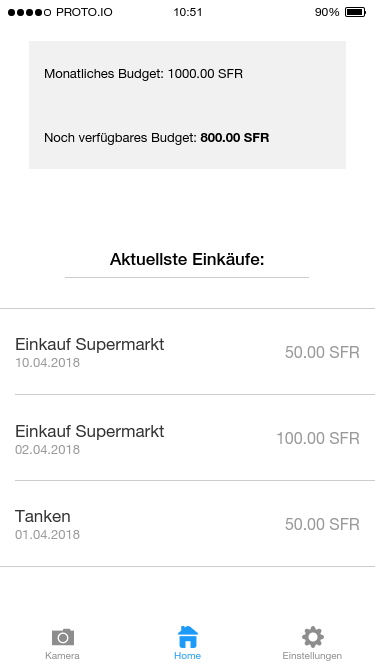 PROTO.IO 10:51 90%
Monatliches Budget: 1000.00 SFR
Noch verfügbares Budget: 800.00 SFR
Aktuellste Einkäufe:
Einkauf Supermarkt 50.00 SFR
10.04.2018
Einkauf Supermarkt 100.00 SFR
02.04.2018
Tanken 50.00 SFR
01.04.2018
Kamera Home Einstellungen